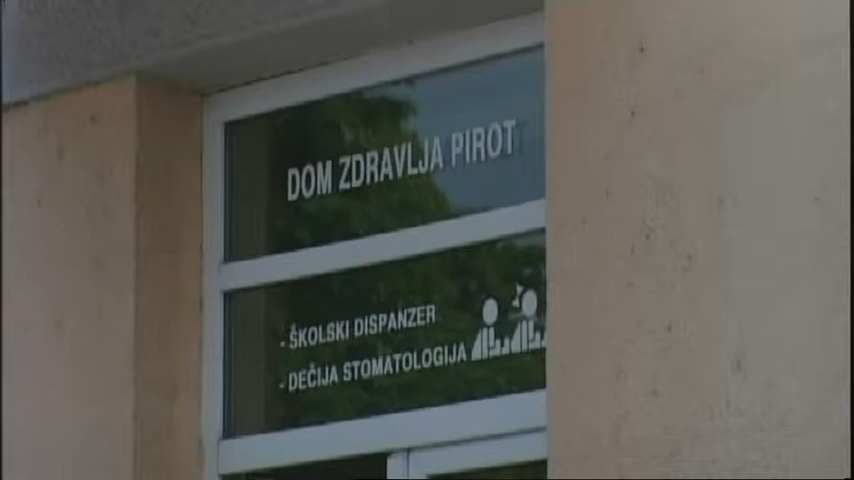 DOM ZDRAVLJA PIROT
- ŠKOLSKI DISPANZER
- DEČIJA STOMATOLOGIJA